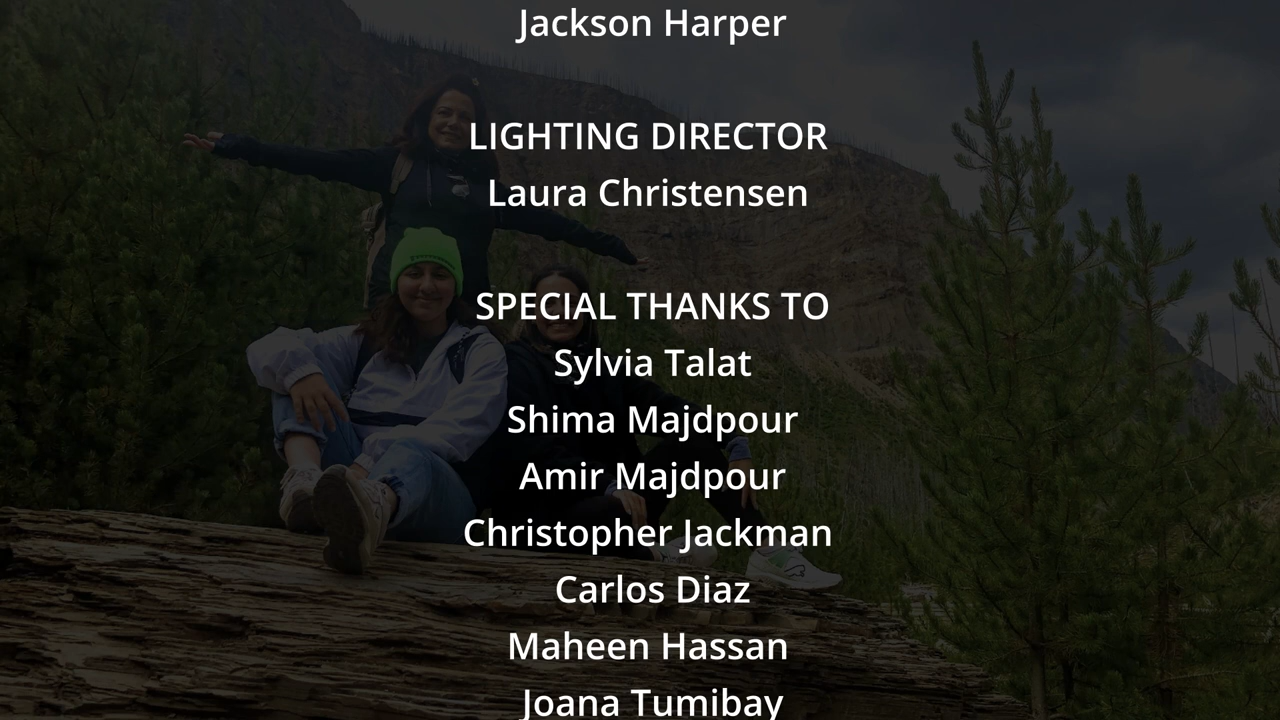 Jackson Harper
LIGHTING DIRECTOR
Laura Christensen
SPECIAL THANKS TO
Sylvia Talat
Shima Majdpour
Amir Majdpour
Christopher Jackman
Carlos Diaz
Maheen Hassan
Joana Tumibay